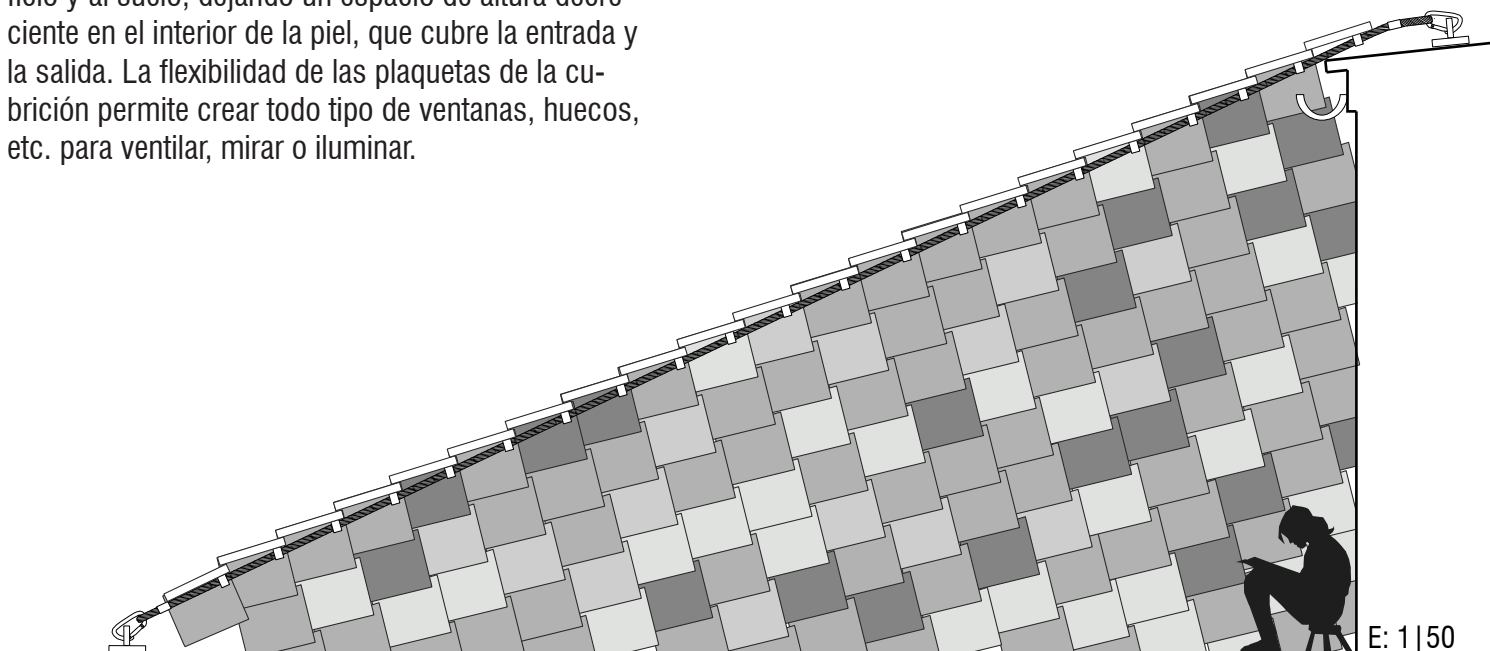 ciente en el interior de la piel, que cubre la entrada y
la salida. La flexibilidad de las plaquetas de la cu-
brición permite crear todo tipo de ventanas, huecos,
etc. para ventilar, mirar o iluminar.
E: 1|50